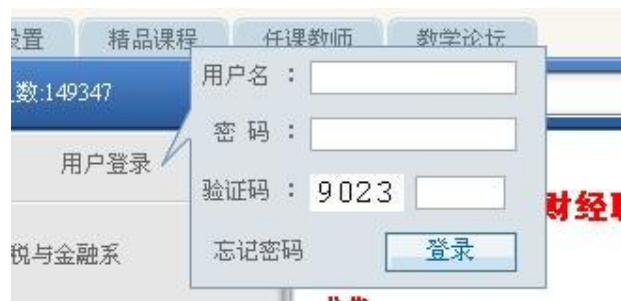 置 精品课程 任课教师 教学论坛
数:149347
用户名 :
密 码 :
用户登录
验证码 : 9023
财经
税与金融系
忘记密码 登录